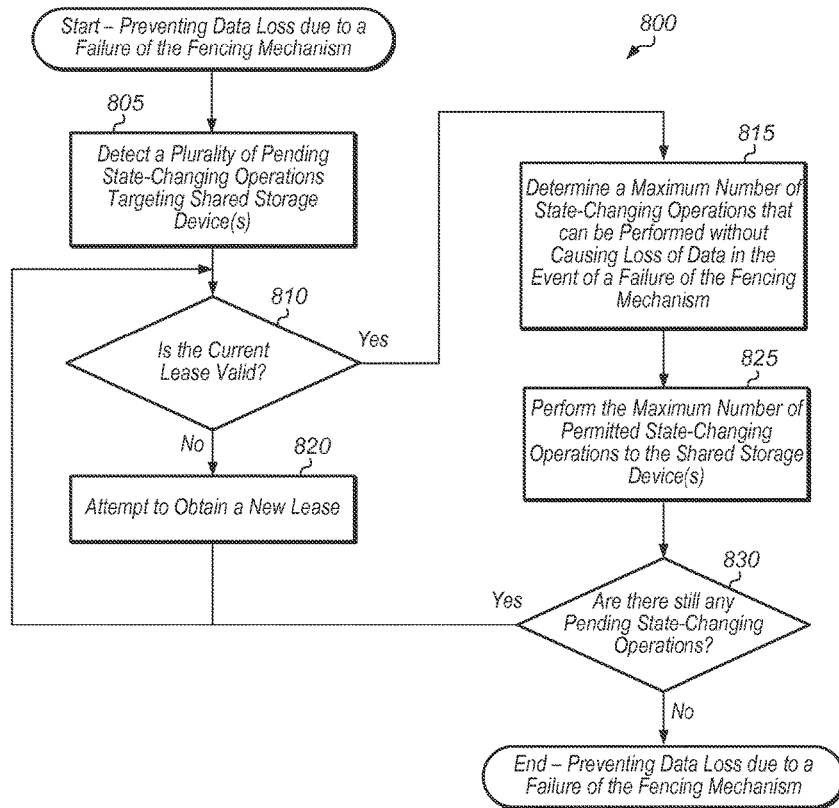 Start – Preventing Data Loss due to a
Failure of the Fencing Mechanism
800
805
Detect a Plurality of Pending
State-Changing Operations
Targeting Shared Storage
Device(s)
810
Is the Current
Lease Valid?
Yes
No
820
Attempt to Obtain a New Lease
815
Determine a Maximum Number of
State-Changing Operations that
can be Performed without
Causing Loss of Data in the
Event of a Failure of the Fencing
Mechanism
825
Perform the Maximum Number of
Permitted State-Changing
Operations to the Shared Storage
Device(s)
830
Are there still any
Pending State-Changing
Operations?
Yes
No
End – Preventing Data Loss due to a
Failure of the Fencing Mechanism